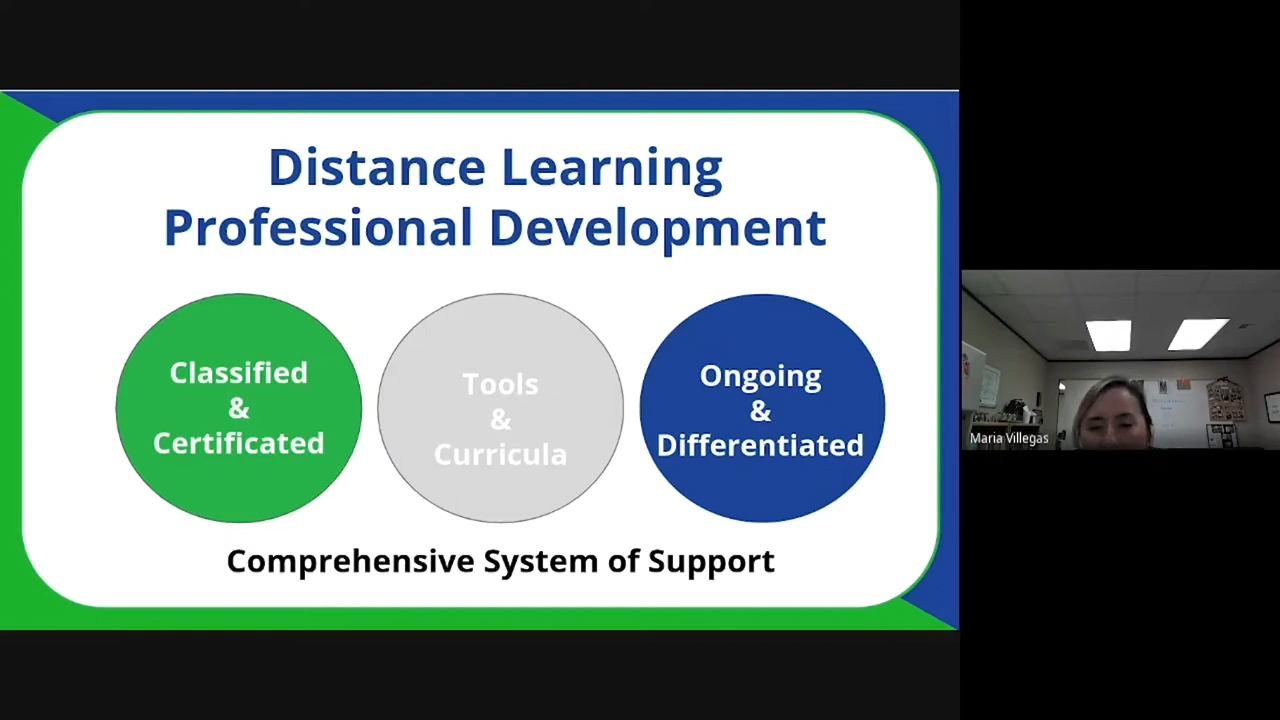 Distance Learning
Professional Development
Classified
&
Certificated
Tools
&
Curricula
Ongoing
&
Differentiated
Comprehensive System of Support
Maria Villegas